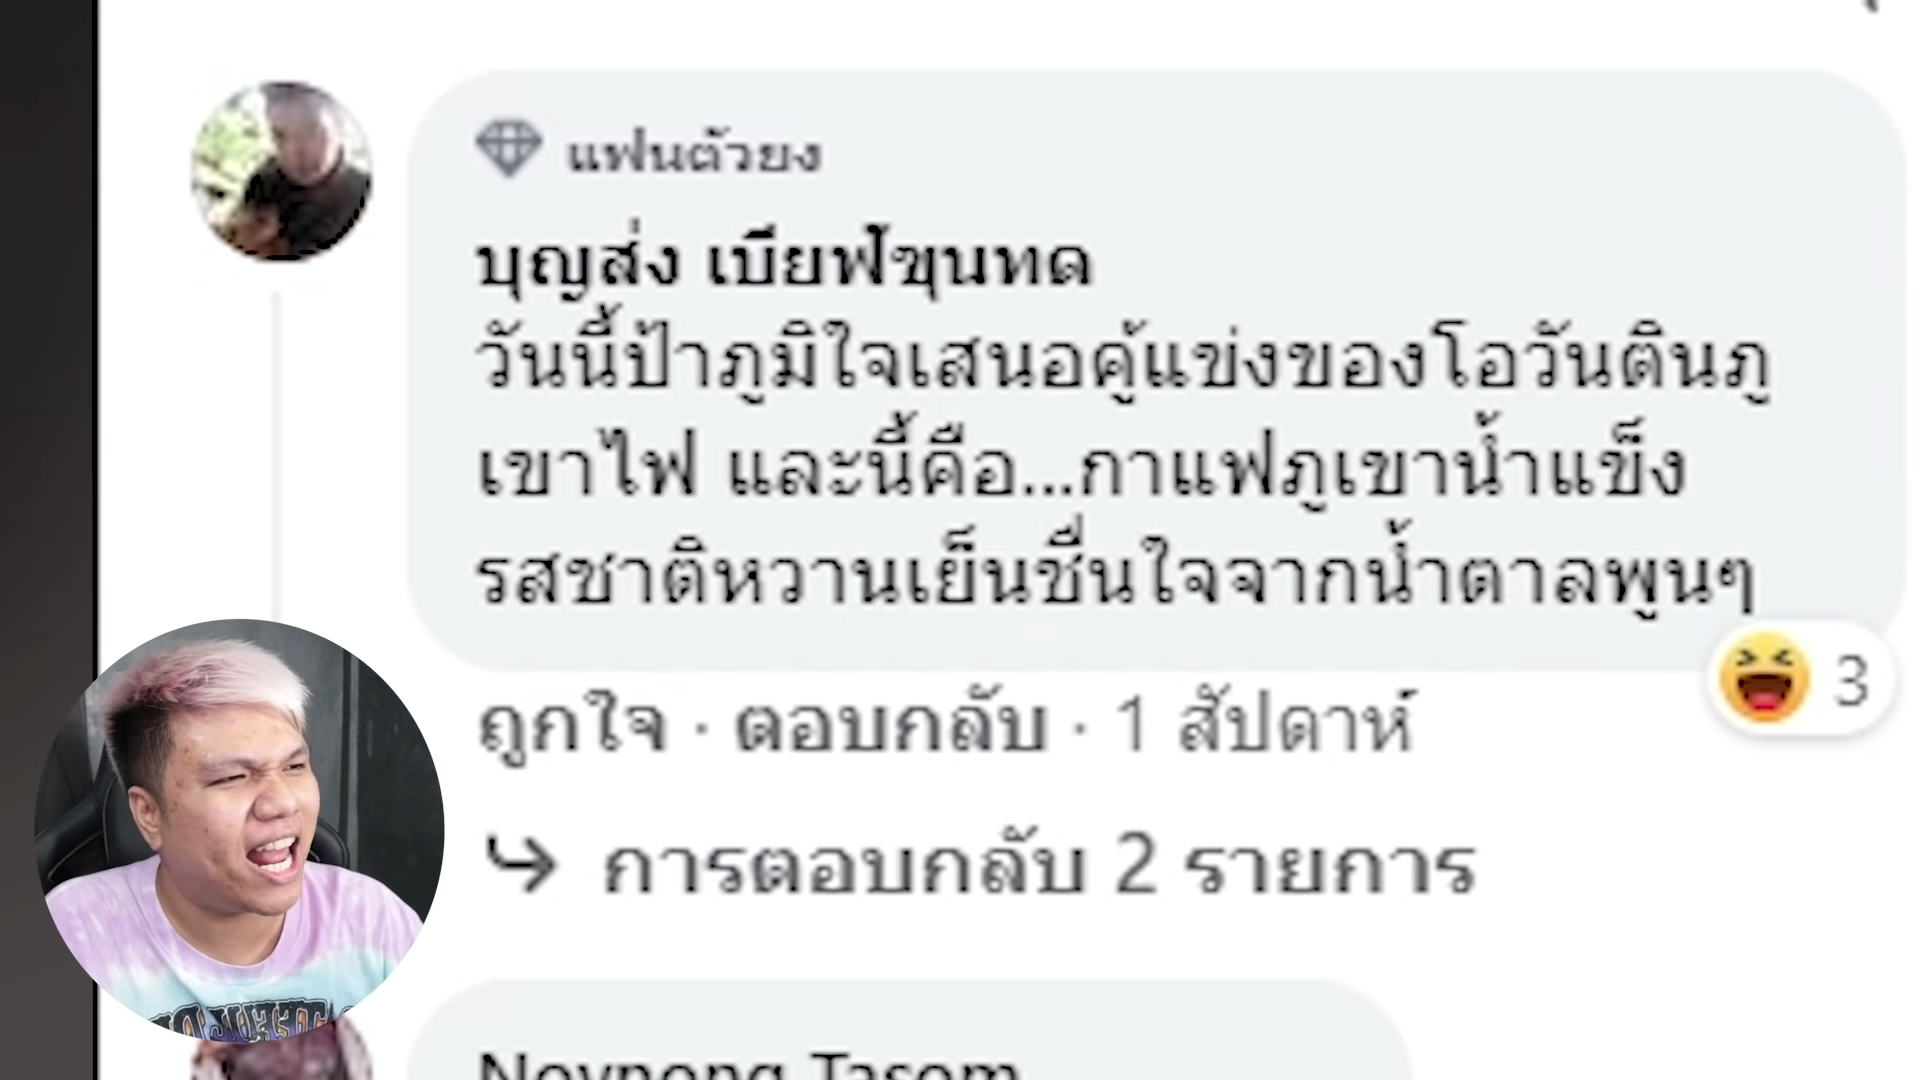 แฟนตัวยง
บุญส่ง เบียฟไขุนทด
วันนี้ป้าภูมิใจเสนอคู้แข่งของโอวันตินภู
เขาไฟ และนี้คือ...กาแฟภูเขาน้ำแข็ง
รสชาติหวานเย็นชื่นใจจากน้ำตาลพูนๆ
3
ถูกใจ · ตอบกลับ · 1 สัปดาห์
การตอบกลับ 2 รายการ
Noynong Tasom